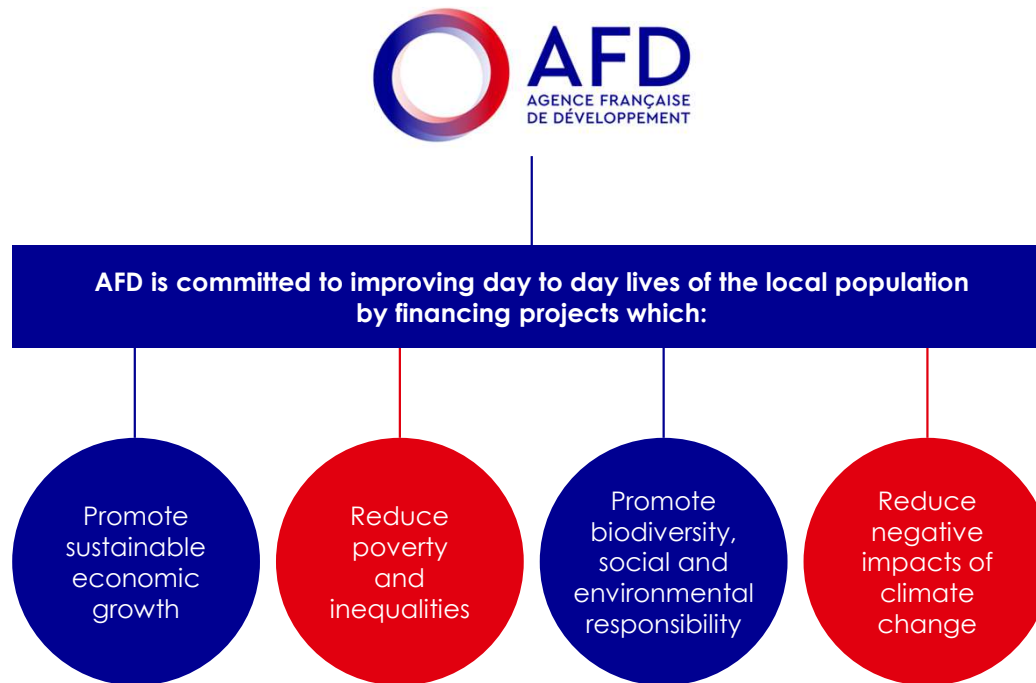 AFD
AGENCE FRANÇAISE
DE DÉVELOPPEMENT
AFD is committed to improving day to day lives of the local population
by financing projects which:
Promote
sustainable
economic
growth
Reduce
poverty
and
inequalities
Promote
biodiversity,
social and
environmental
responsibility
Reduce
negative
impacts of
climate
change